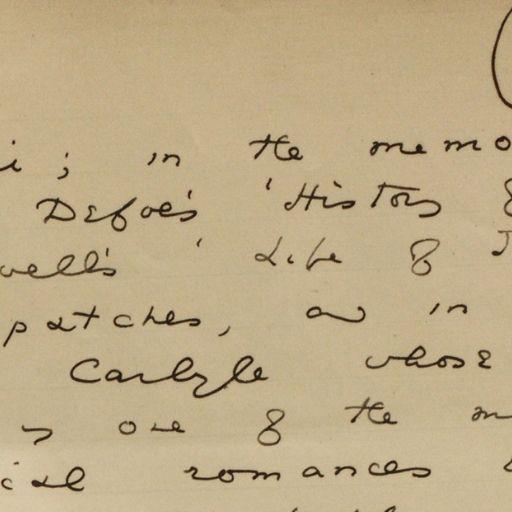 i; in the memo
Defoe's 'History of
well's 'Life of J
patches, or in
Carlyle whose
is one of the m
ical romances